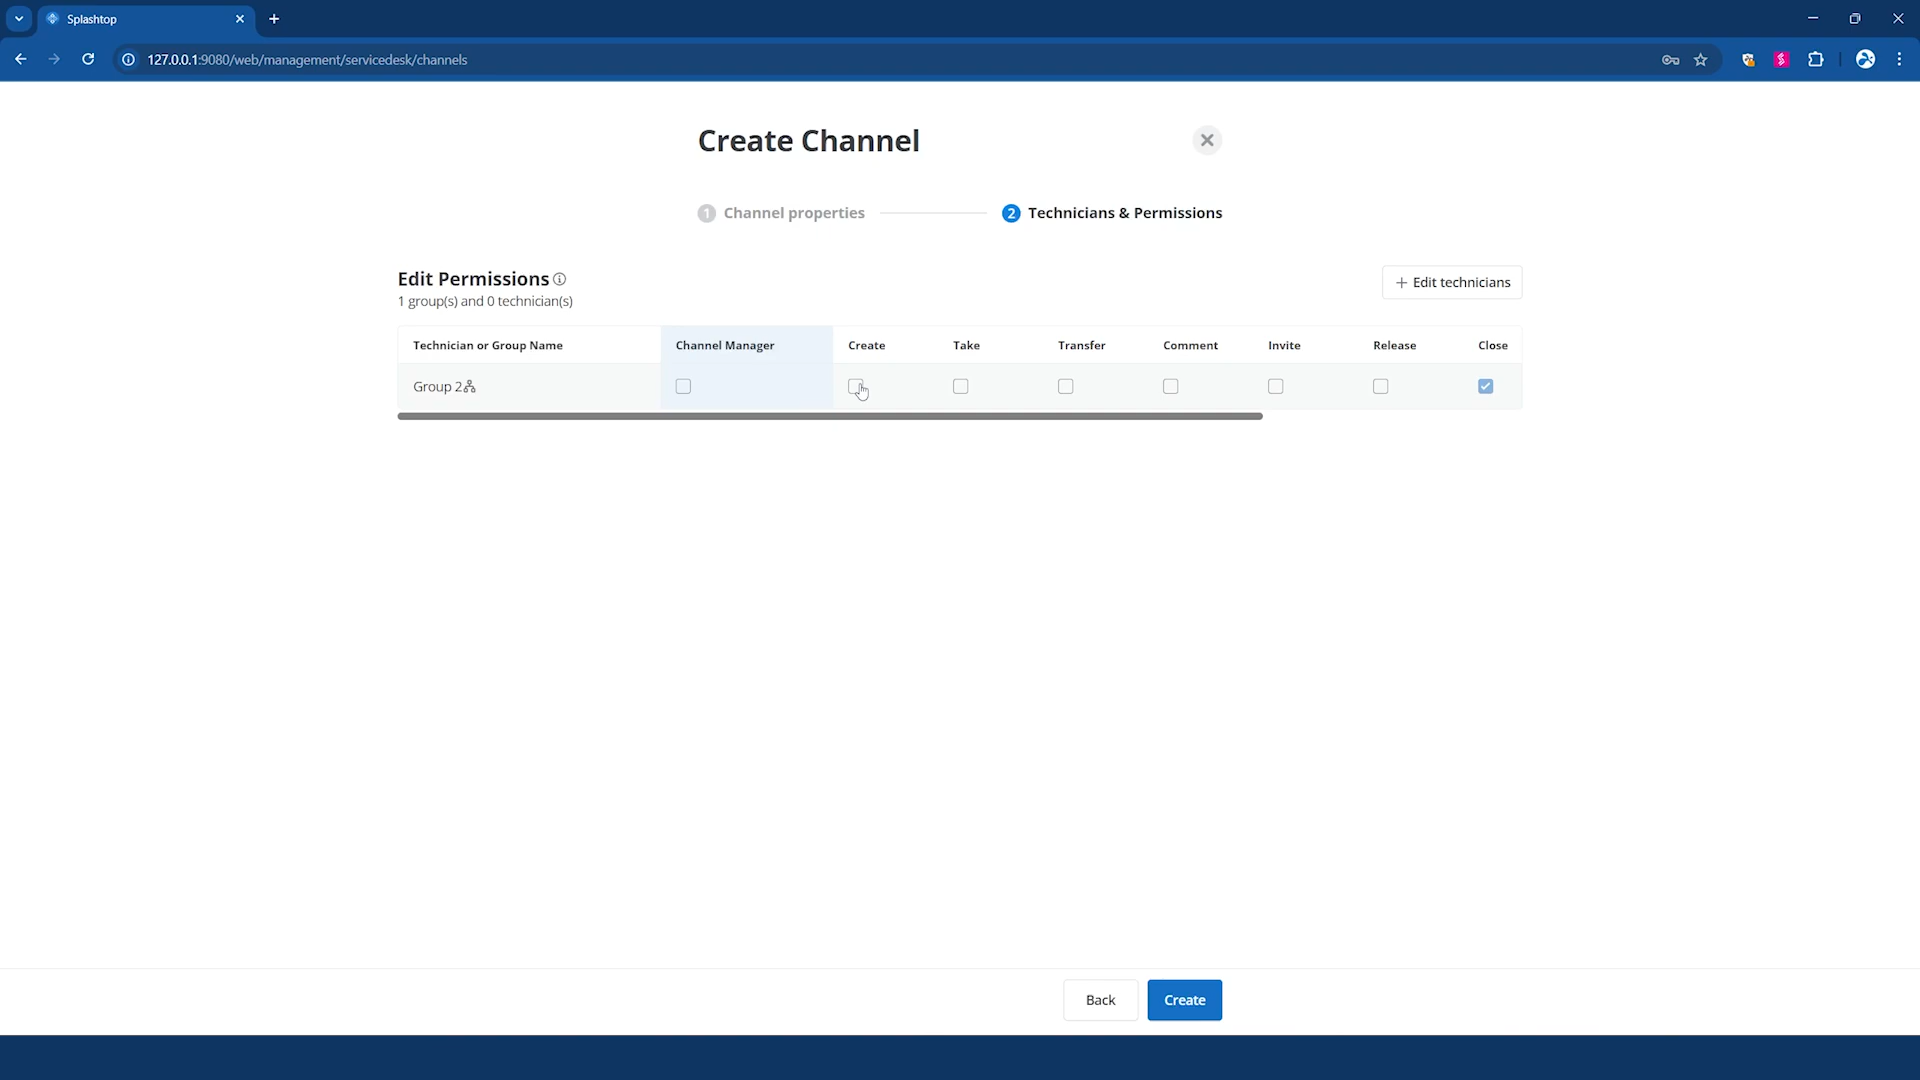 Splashtop
127.0.0.1:9080/web/management/servicedesk/channels
Create Channel
1 Channel properties
2 Technicians & Permissions
Edit Permissions
1 group(s) and 0 technician(s)
+ Edit technicians
Technician or Group Name Channel Manager Create Take Transfer Comment Invite Release Close
Group 2
Back
Create